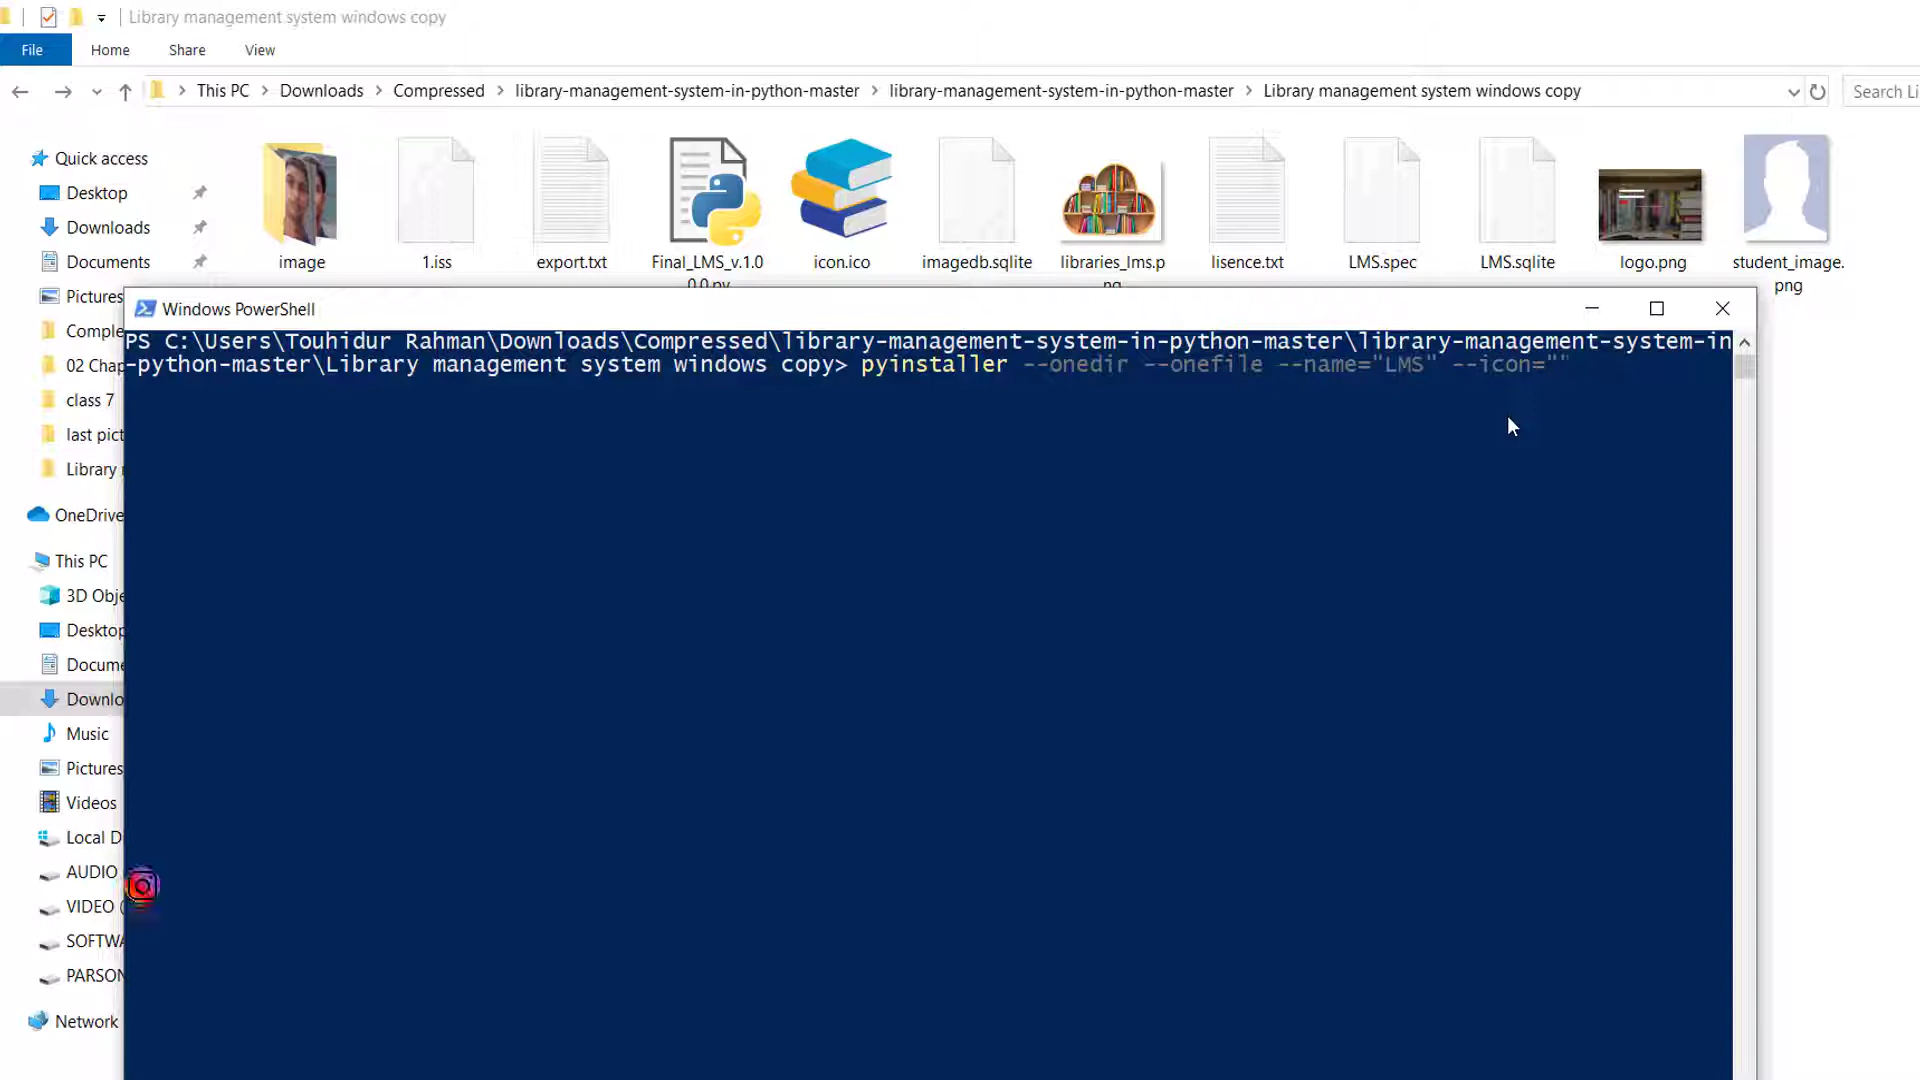 Library management system windows copy
File Home Share View
This PC Downloads Compressed library-management-system-in-python-master library-management-system-in-python-master Library management system windows copy Search Li
Quick access
Desktop
Downloads
Documents
Pictures
Comple
02 Chap
class 7
last pict
Library
OneDrive
This PC
3D Obje
Desktop
Docume
Downlo
Music
Pictures
Videos
Local D
AUDIO
VIDEO (
SOFTWA
PARSON
Network
image 1.iss export.txt Final_LMS_v.1.0 icon.ico imagedb.sqlite libraries_lms.p lisence.txt LMS.spec LMS.sqlite logo.png student_image.
0.0.py ng png
Windows PowerShell
PS C:\Users\Touhidur Rahman\Downloads\Compressed\library-management-system-in-python-master\library-management-system-in
-python-master\Library management system windows copy> pyinstaller --onedir --onefile --name="LMS" --icon=""